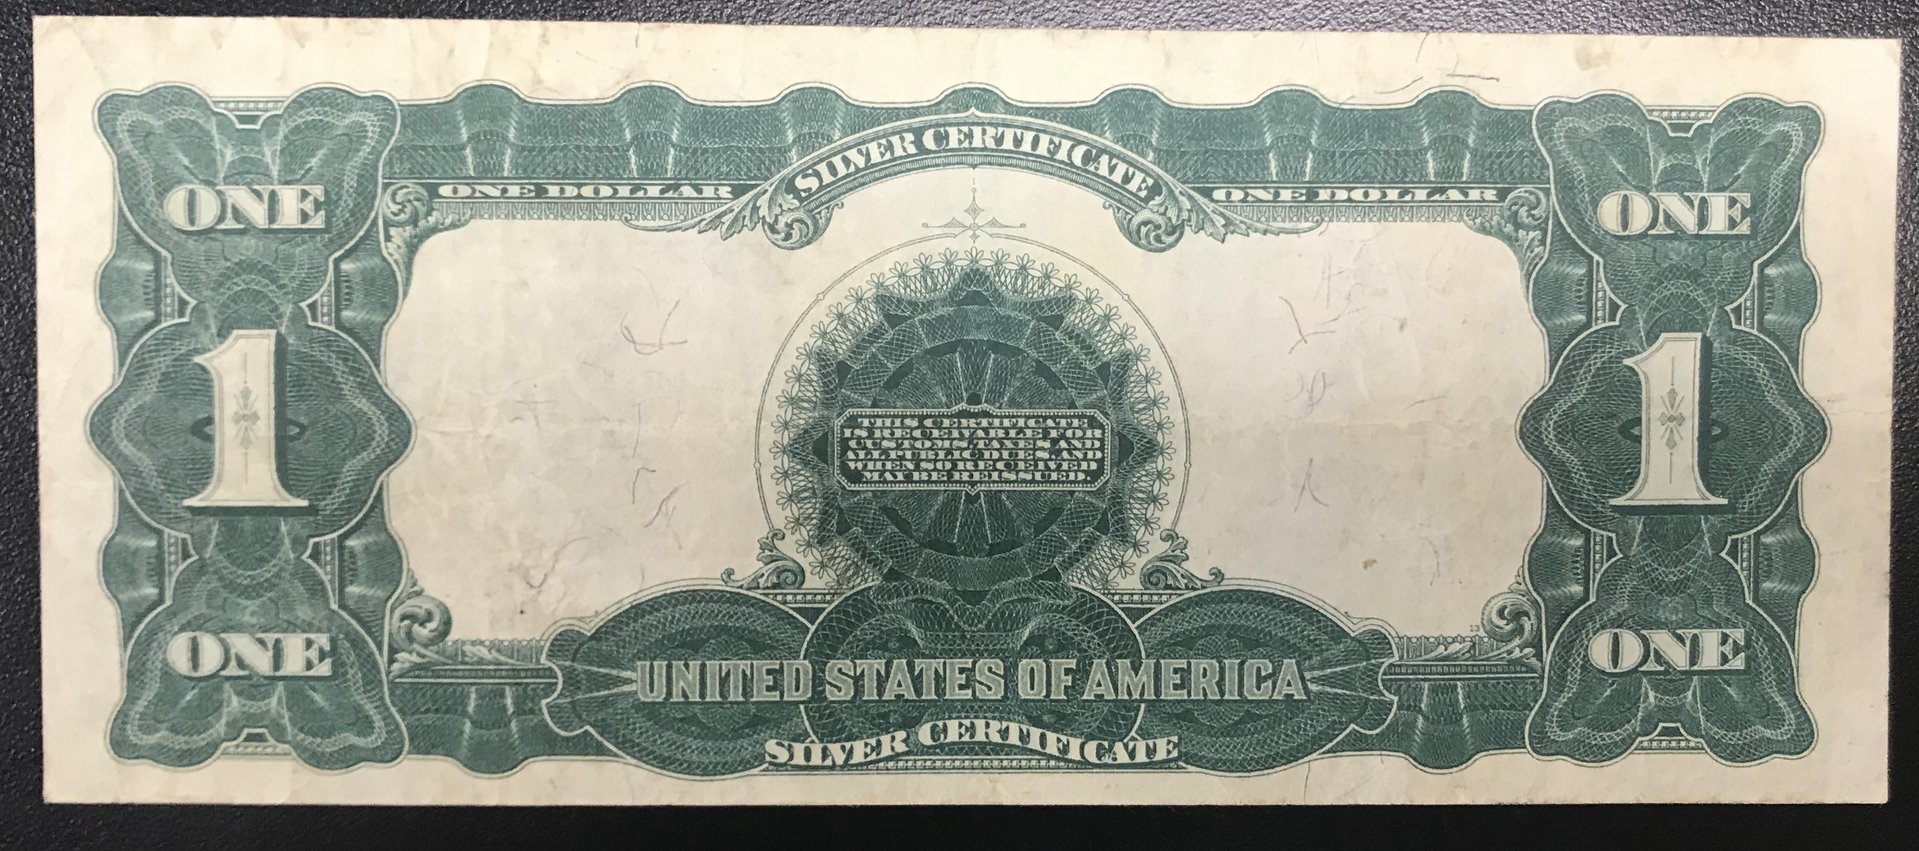 SILVER CERTIFICATE
ONE DOLLAR ONE DOLLAR
ONE ONE
1 1
THIS CERTIFICATE
IS RECEIVABLE FOR
CUSTOMS, TAXES AND
ALL PUBLIC DUES, AND
WHEN SO RECEIVED
MAY BE REISSUED.
13
ONE ONE
UNITED STATES OF AMERICA
SILVER CERTIFICATE